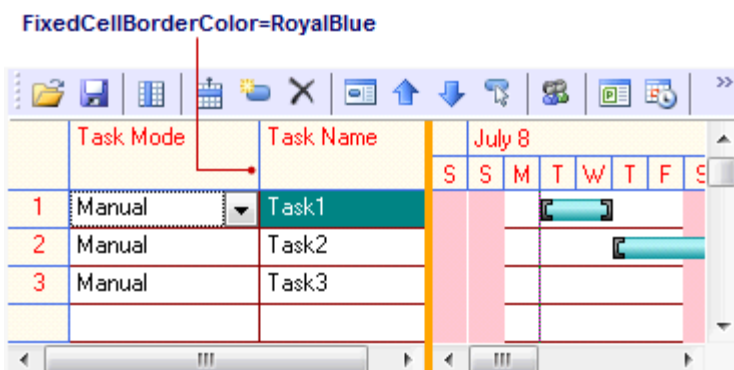 FixedCellBorderColor=RoyalBlue
Task Mode Task Name July 8
S S M T W T F S
1 Manual Task1
2 Manual Task2
3 Manual Task3